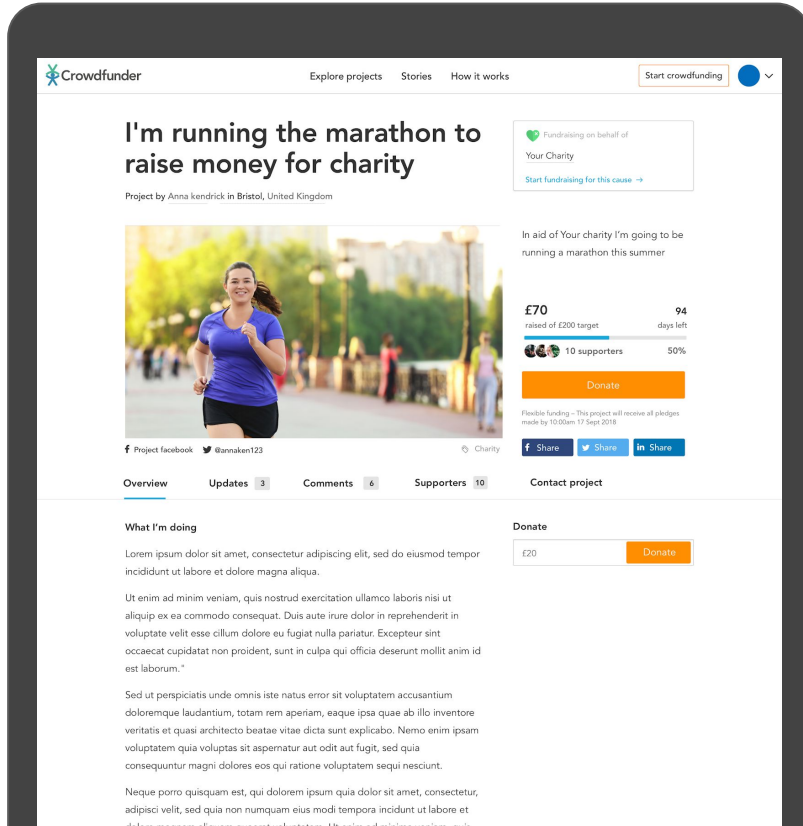 Crowdfunder
Explore projects
Stories
How it works
Start crowdfunding
I'm running the marathon to
raise money for charity
Project by Anna kendrick in Bristol, United Kingdom
Fundraising on behalf of
Your Charity
Start fundraising for this cause →
In aid of Your charity I'm going to be
running a marathon this summer
£70
94
raised of £200 target
days left
10 supporters
50%
Donate
Flexible funding – This project will receive all pledges
made by 10:00am 17 Sept 2018
Share
Share
in Share
Project facebook
@annaken123
Charity
Overview
Updates 3
Comments 6
Supporters 10
Contact project
What I'm doing
Lorem ipsum dolor sit amet, consectetur adipiscing elit, sed do eiusmod tempor
incididunt ut labore et dolore magna aliqua.
Ut enim ad minim veniam, quis nostrud exercitation ullamco laboris nisi ut
aliquip ex ea commodo consequat. Duis aute irure dolor in reprehenderit in
voluptate velit esse cillum dolore eu fugiat nulla pariatur. Excepteur sint
occaecat cupidatat non proident, sunt in culpa qui officia deserunt mollit anim id
est laborum."
Sed ut perspiciatis unde omnis iste natus error sit voluptatem accusantium
doloremque laudantium, totam rem aperiam, eaque ipsa quae ab illo inventore
veritatis et quasi architecto beatae vitae dicta sunt explicabo. Nemo enim ipsam
voluptatem quia voluptas sit aspernatur aut odit aut fugit, sed quia
consequuntur magni dolores eos qui ratione voluptatem sequi nesciunt.
Neque porro quisquam est, qui dolorem ipsum quia dolor sit amet, consectetur,
adipisci velit, sed quia non numquam eius modi tempora incidunt ut labore et
Donate
£20
Donate